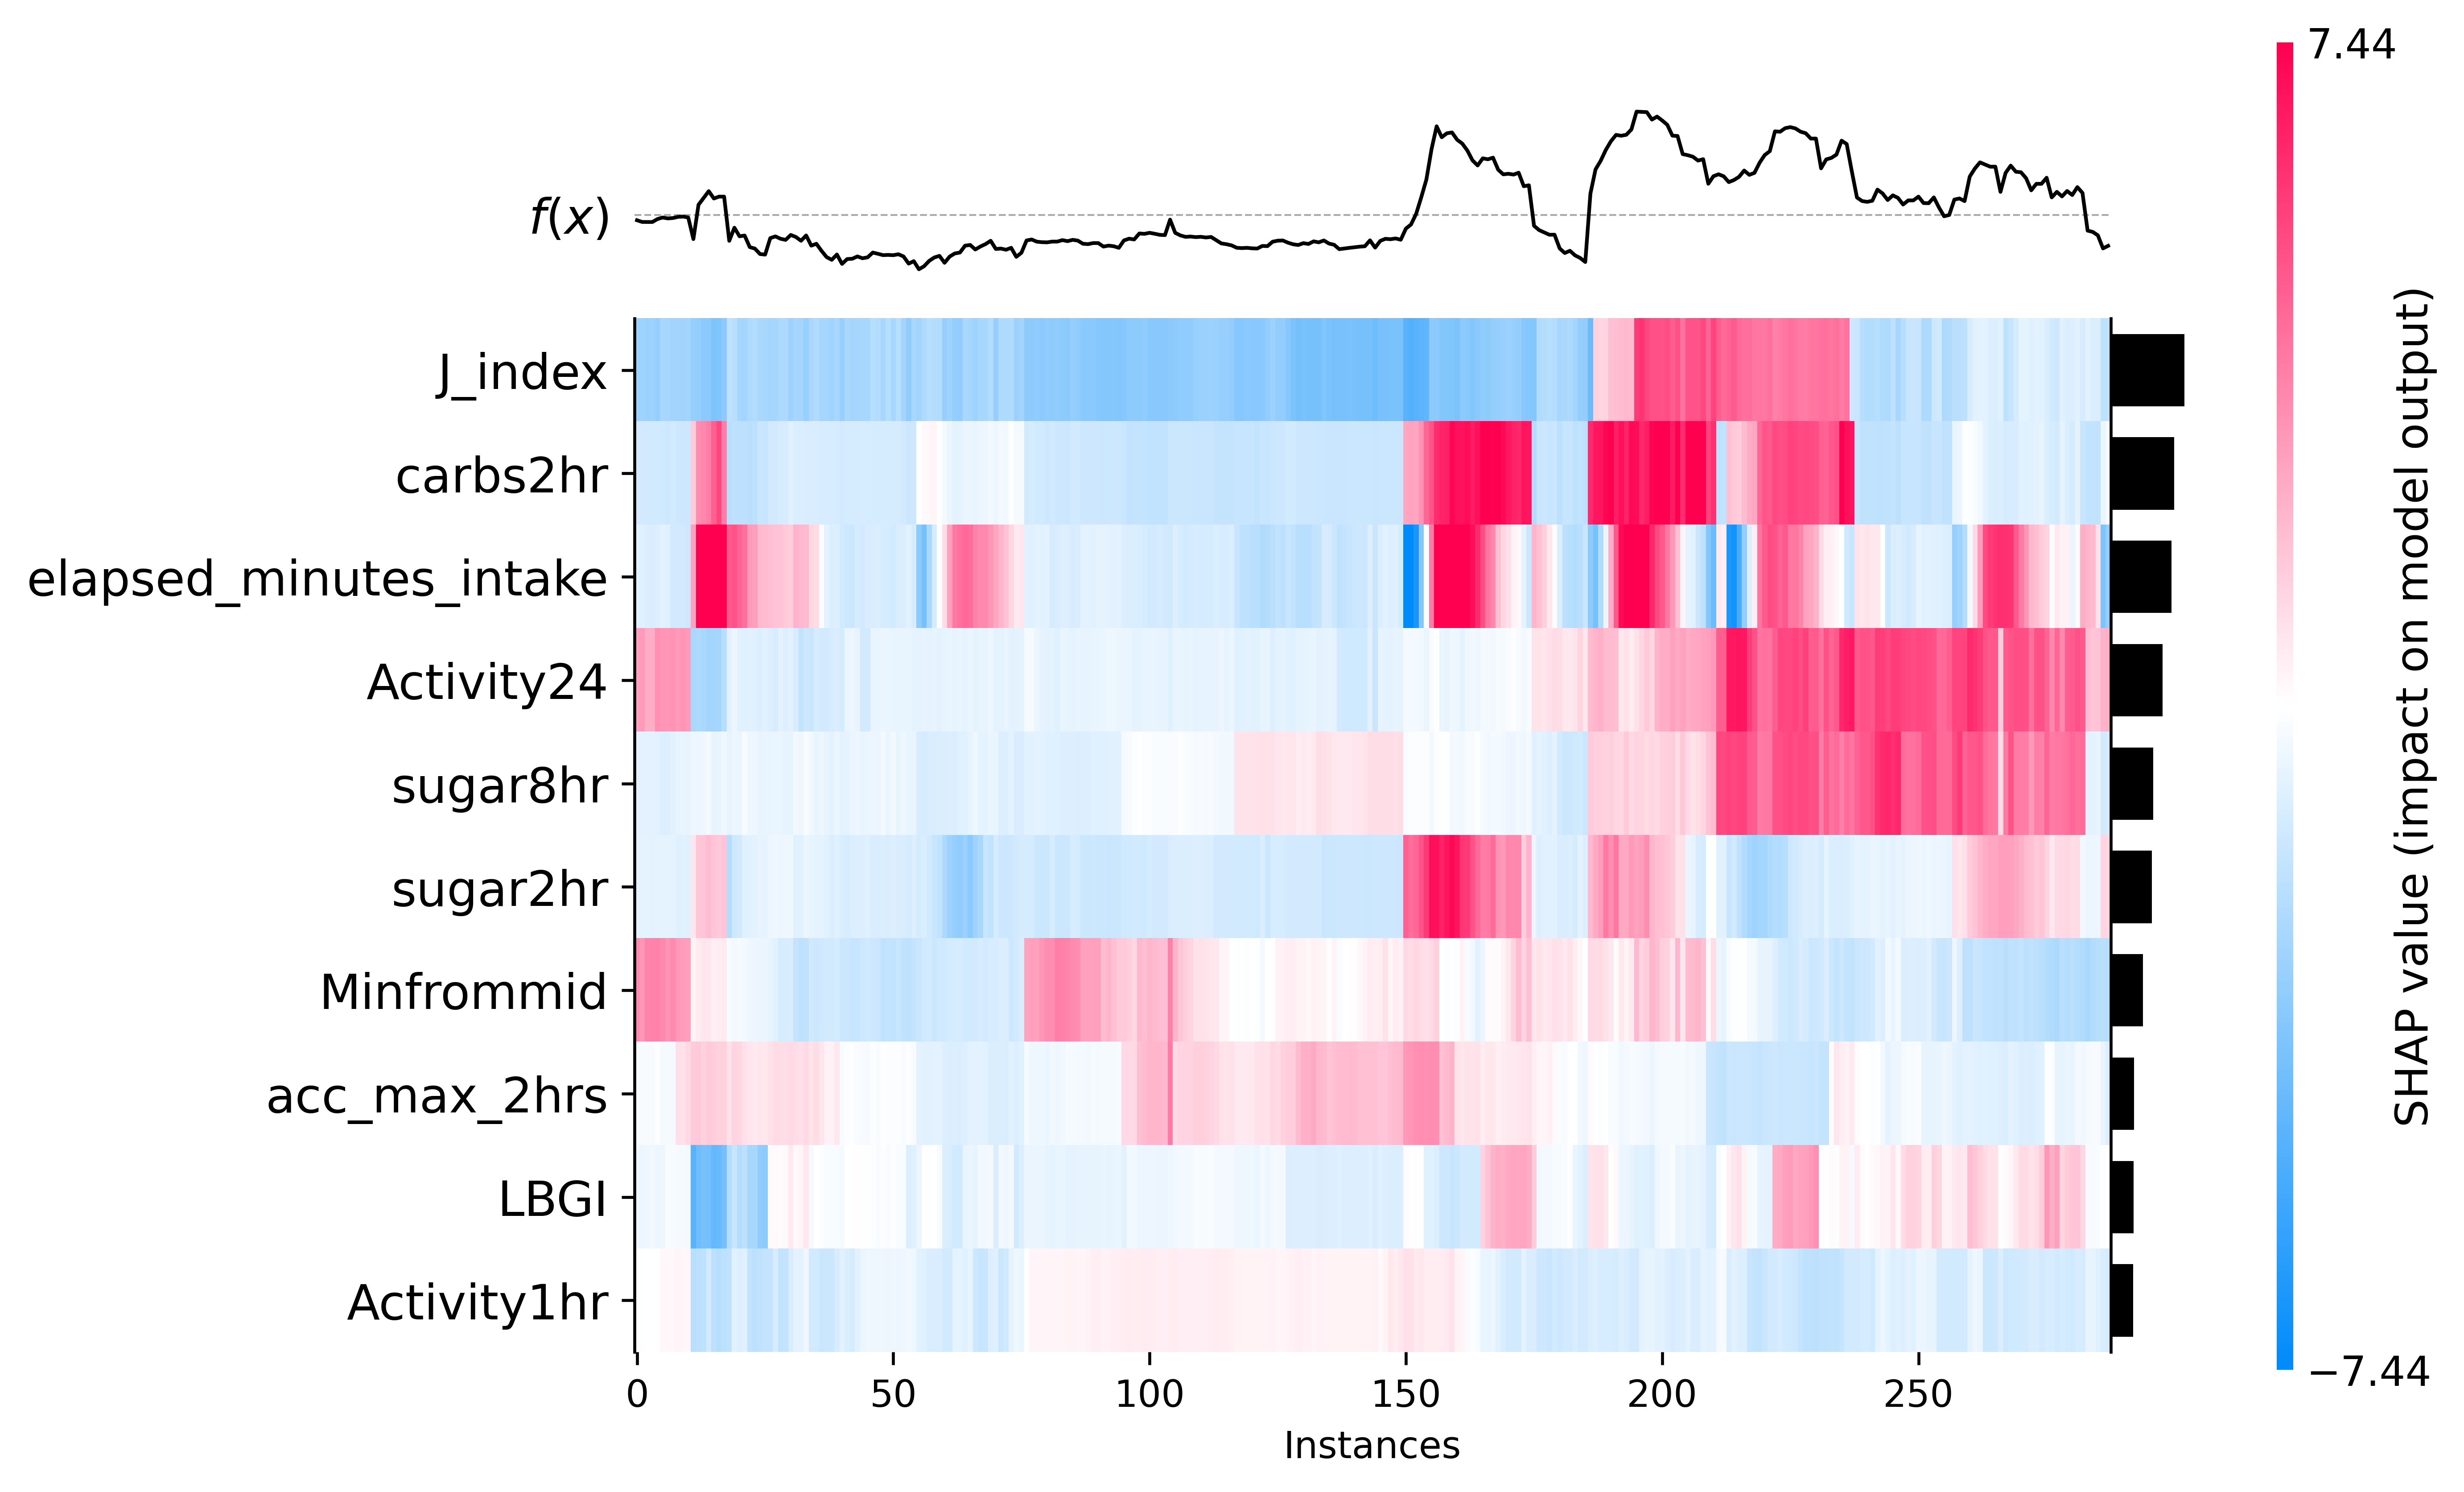 7.44
f(x)
J_index
carbs2hr
elapsed_minutes_intake
Activity24
sugar8hr
sugar2hr
Minfrommid
acc_max_2hrs
LBGI
Activity1hr
0 50 100 150 200 250
Instances
SHAP value (impact on model output)
−7.44